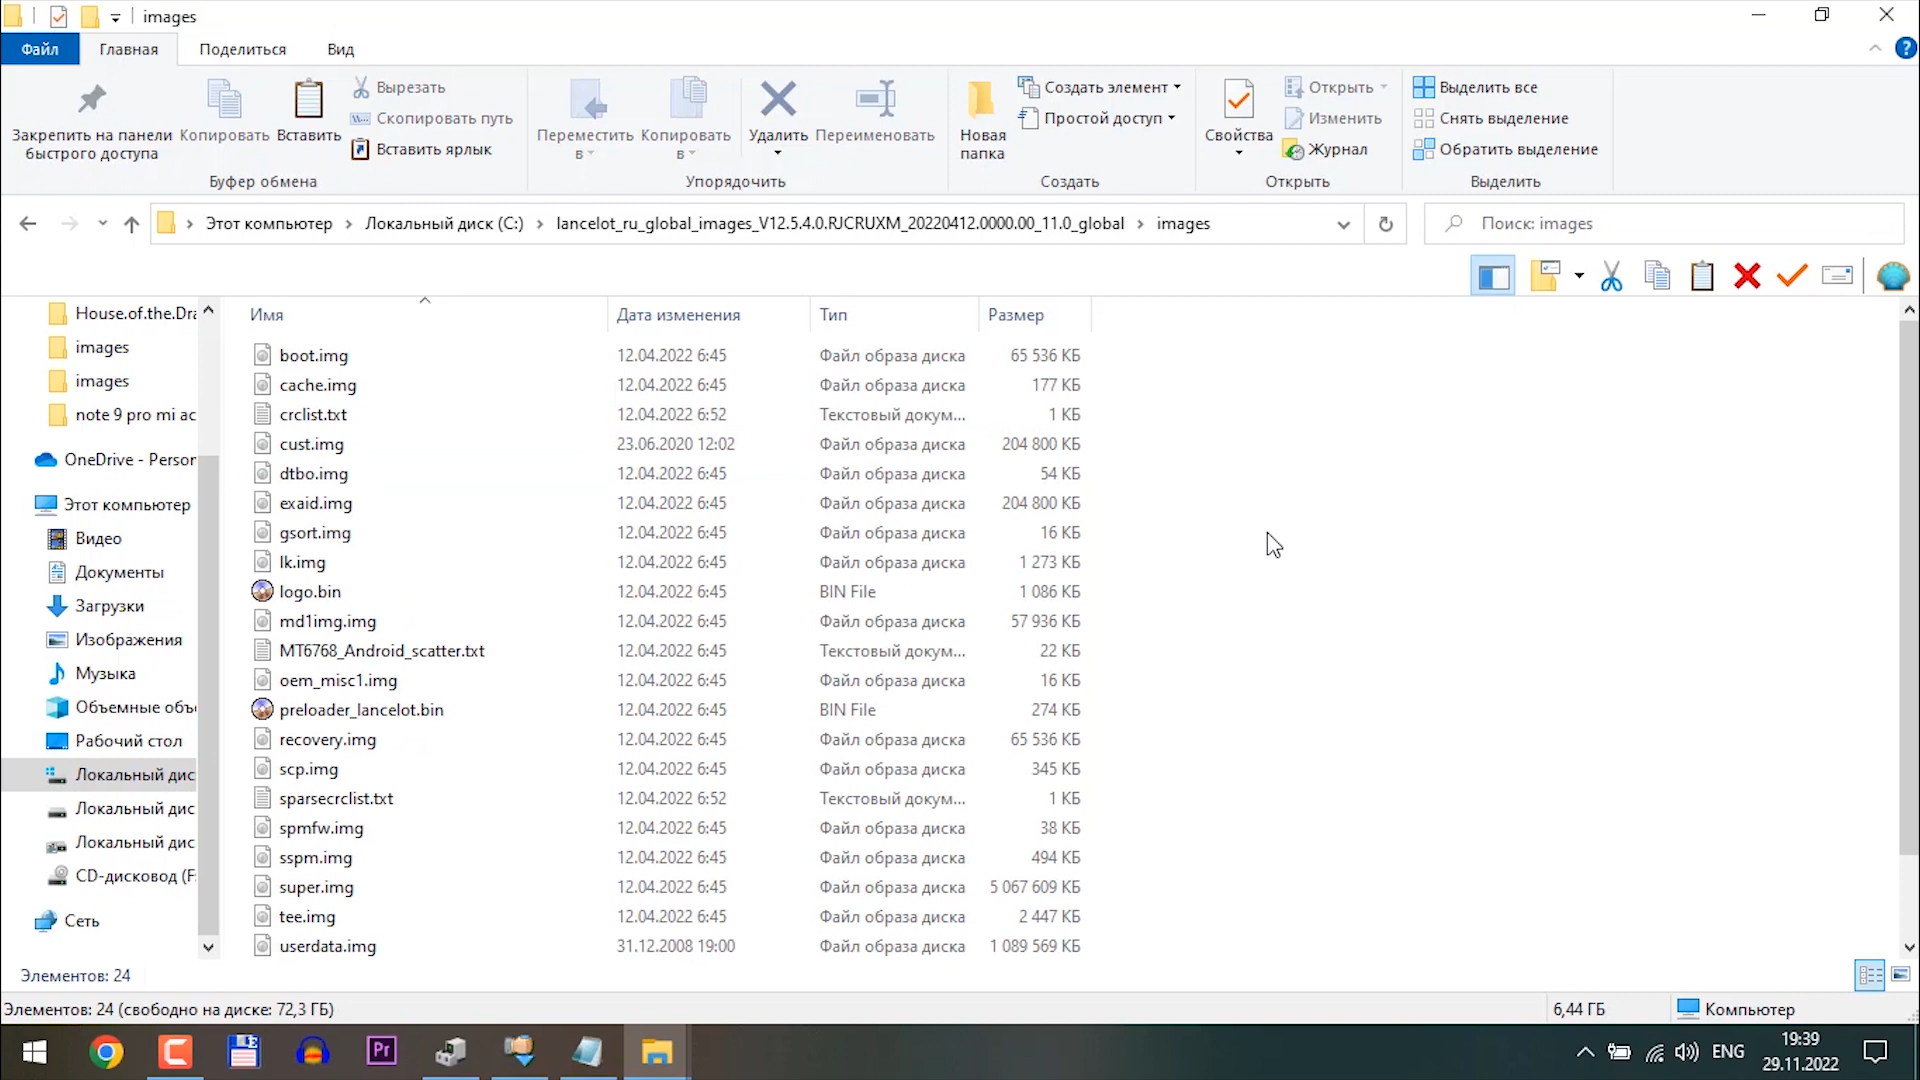 images
Файл Главная Поделиться Вид
Закрепить на панели
быстрого доступа
Копировать
Вставить
Вырезать
Скопировать путь
Вставить ярлык
Переместить
в
Копировать
в
Удалить
Переименовать
Новая
папка
Создать элемент
Простой доступ
Свойства
Открыть
Изменить
Журнал
Выделить все
Снять выделение
Обратить выделение
Буфер обмена Упорядочить Создать Открыть Выделить
Этот компьютер Локальный диск (C:) lancelot_ru_global_images_V12.5.4.0.RJCRUXM_20220412.0000.00_11.0_global images
Поиск: images
House.of.the.Dra
images
images
note 9 pro mi ac
OneDrive - Person
Этот компьютер
Видео
Документы
Загрузки
Изображения
Музыка
Объемные объ
Рабочий стол
Локальный дис
Локальный дис
Локальный дис
CD-дисковод (F:
Сеть
Имя Дата изменения Тип Размер
boot.img 12.04.2022 6:45 Файл образа диска 65 536 КБ
cache.img 12.04.2022 6:45 Файл образа диска 177 КБ
crclist.txt 12.04.2022 6:52 Текстовый докум... 1 КБ
cust.img 23.06.2020 12:02 Файл образа диска 204 800 КБ
dtbo.img 12.04.2022 6:45 Файл образа диска 54 КБ
exaid.img 12.04.2022 6:45 Файл образа диска 204 800 КБ
gsort.img 12.04.2022 6:45 Файл образа диска 16 КБ
lk.img 12.04.2022 6:45 Файл образа диска 1 273 КБ
logo.bin 12.04.2022 6:45 BIN File 1 086 КБ
md1img.img 12.04.2022 6:45 Файл образа диска 57 936 КБ
MT6768_Android_scatter.txt 12.04.2022 6:45 Текстовый докум... 22 КБ
oem_misc1.img 12.04.2022 6:45 Файл образа диска 16 КБ
preloader_lancelot.bin 12.04.2022 6:45 BIN File 274 КБ
recovery.img 12.04.2022 6:45 Файл образа диска 65 536 КБ
scp.img 12.04.2022 6:45 Файл образа диска 345 КБ
sparsecrclist.txt 12.04.2022 6:52 Текстовый докум... 1 КБ
spmfw.img 12.04.2022 6:45 Файл образа диска 38 КБ
sspm.img 12.04.2022 6:45 Файл образа диска 494 КБ
super.img 12.04.2022 6:45 Файл образа диска 5 067 609 КБ
tee.img 12.04.2022 6:45 Файл образа диска 2 447 КБ
userdata.img 31.12.2008 19:00 Файл образа диска 1 089 569 КБ
Элементов: 24
Элементов: 24 (свободно на диске: 72,3 ГБ) 6,44 ГБ Компьютер
Pr
ENG
19:39
29.11.2022